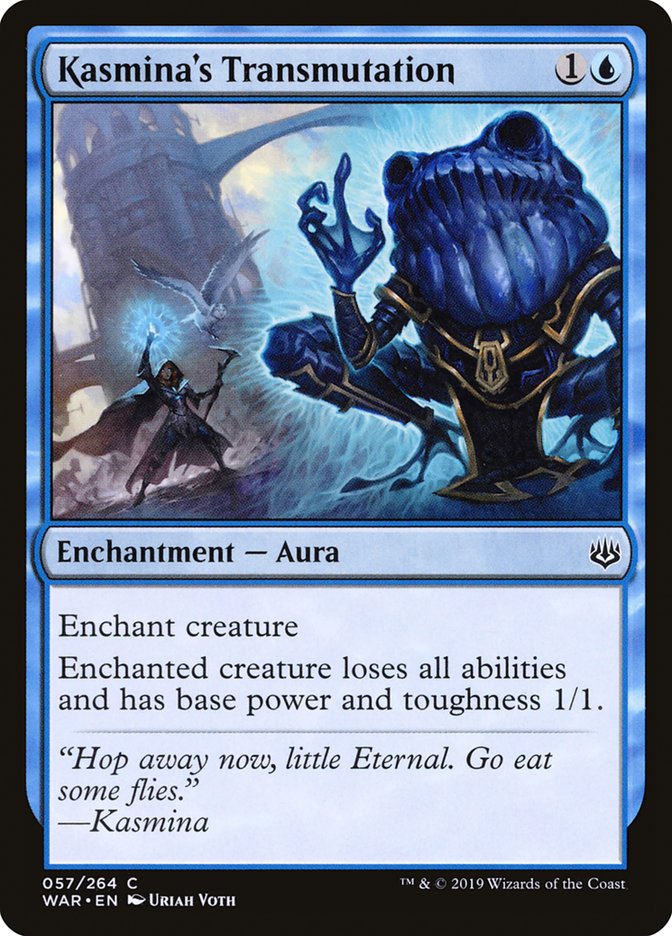 Kasmina's Transmutation 1
Enchantment — Aura
Enchant creature
Enchanted creature loses all abilities
and has base power and toughness 1/1.
“Hop away now, little Eternal. Go eat
some flies.”
—Kasmina
057/264 C
WAR • EN Uriah Voth
™ & © 2019 Wizards of the Coast